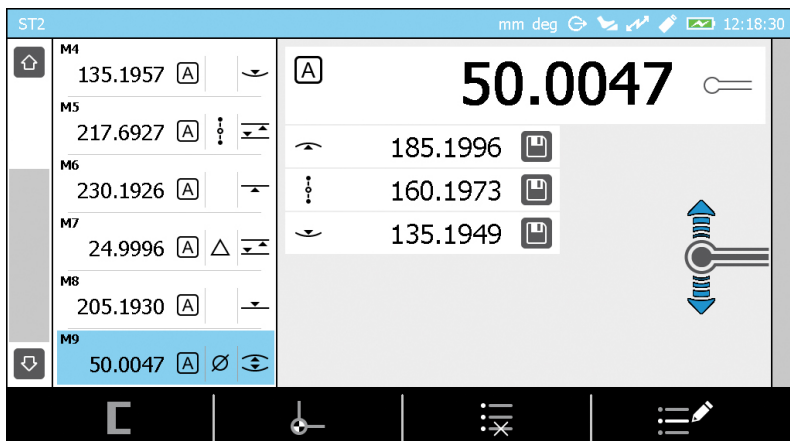 ST2 mm deg 12:18:30
M4
135.1957 A
M5
217.6927 A
M6
230.1926 A
M7
24.9996 A
M8
205.1930 A
M9
50.0047 A Ø
A 50.0047
185.1996
160.1973
135.1949